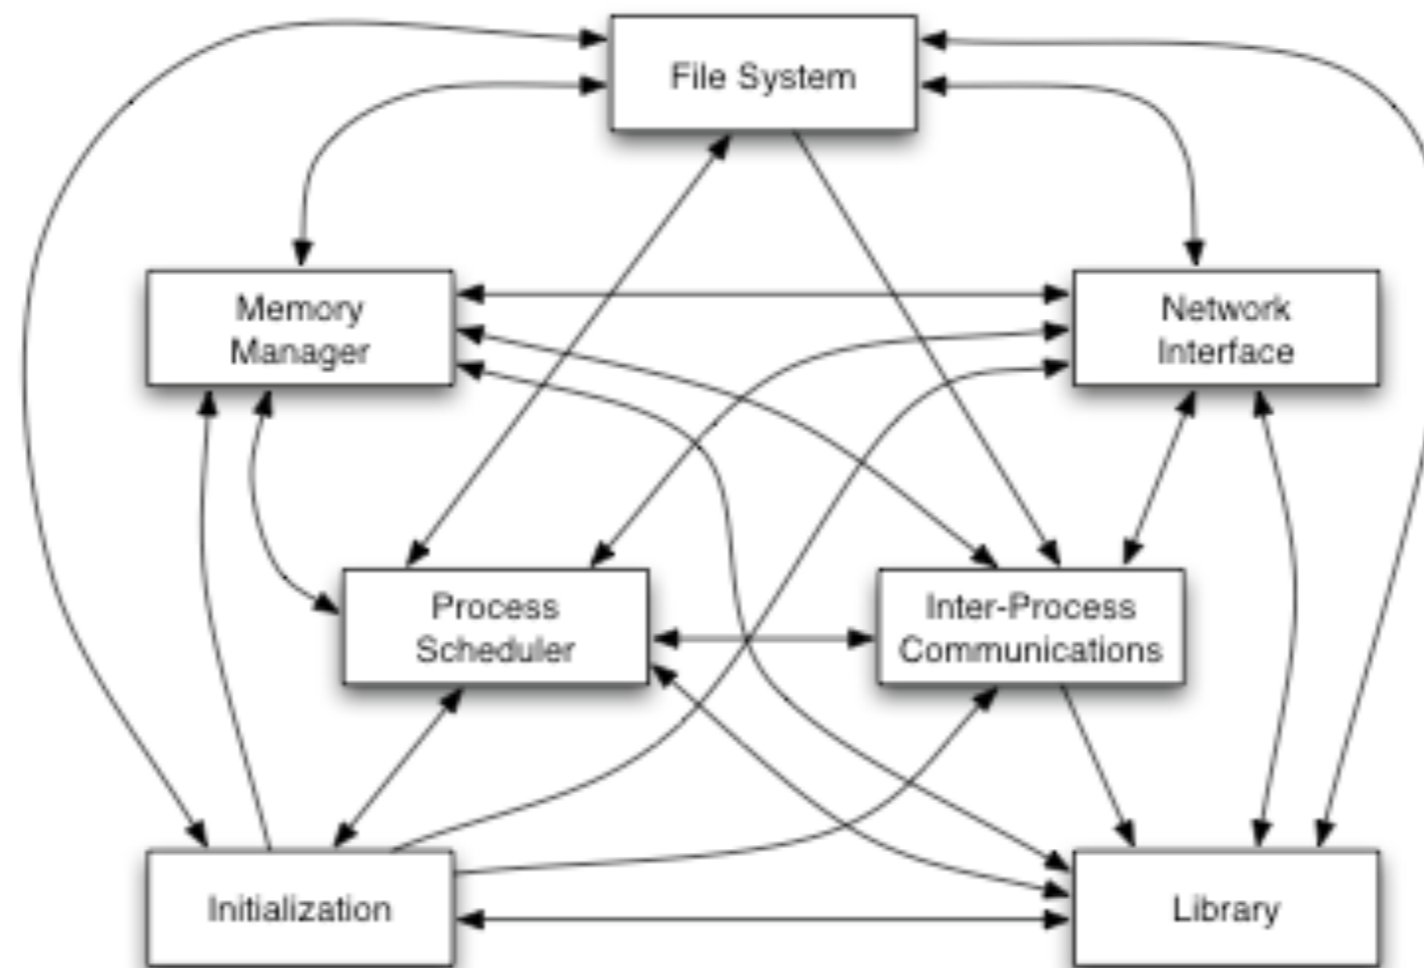 File System
Memory
Manager
Network
Interface
Process
Scheduler
Inter-Process
Communications
Initialization
Library